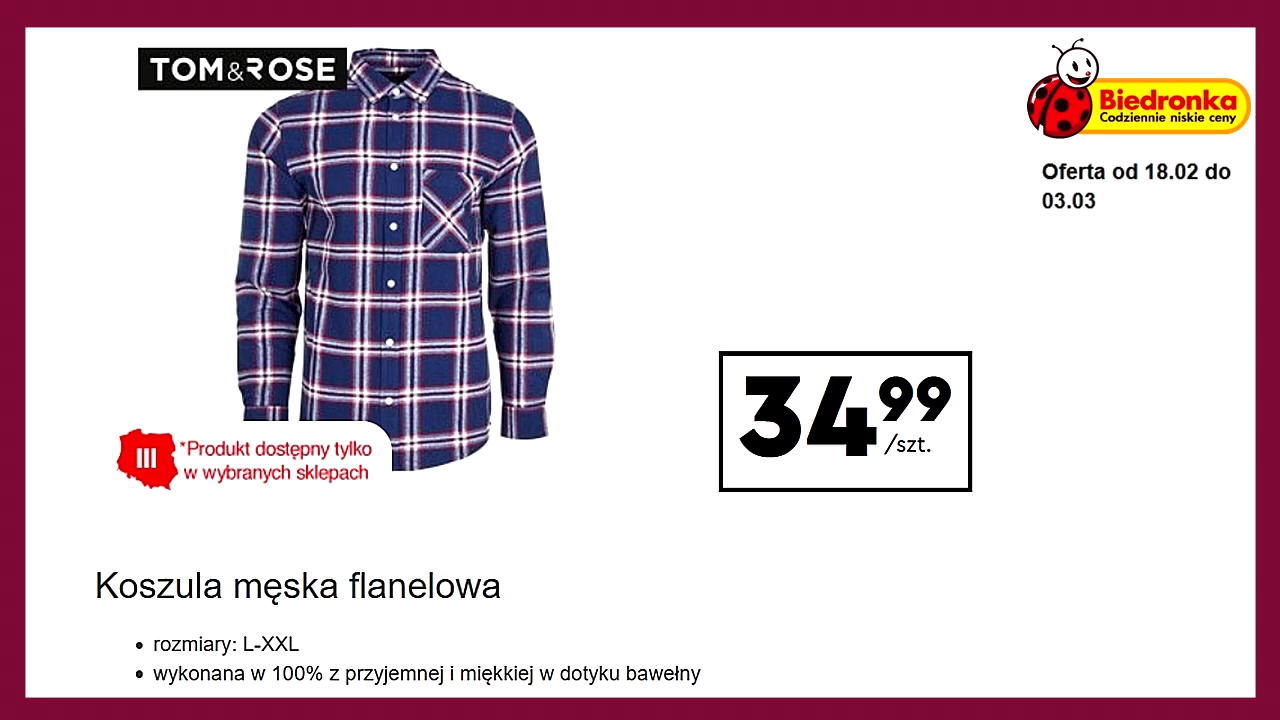 TOM&ROSE
Biedronka
Codziennie niskie ceny
Oferta od 18.02 do
03.03
34 99
/szt.
III
*Produkt dostępny tylko
w wybranych sklepach
Koszula męska flanelowa
• rozmiary: L-XXL
• wykonana w 100% z przyjemnej i miękkiej w dotyku bawełny